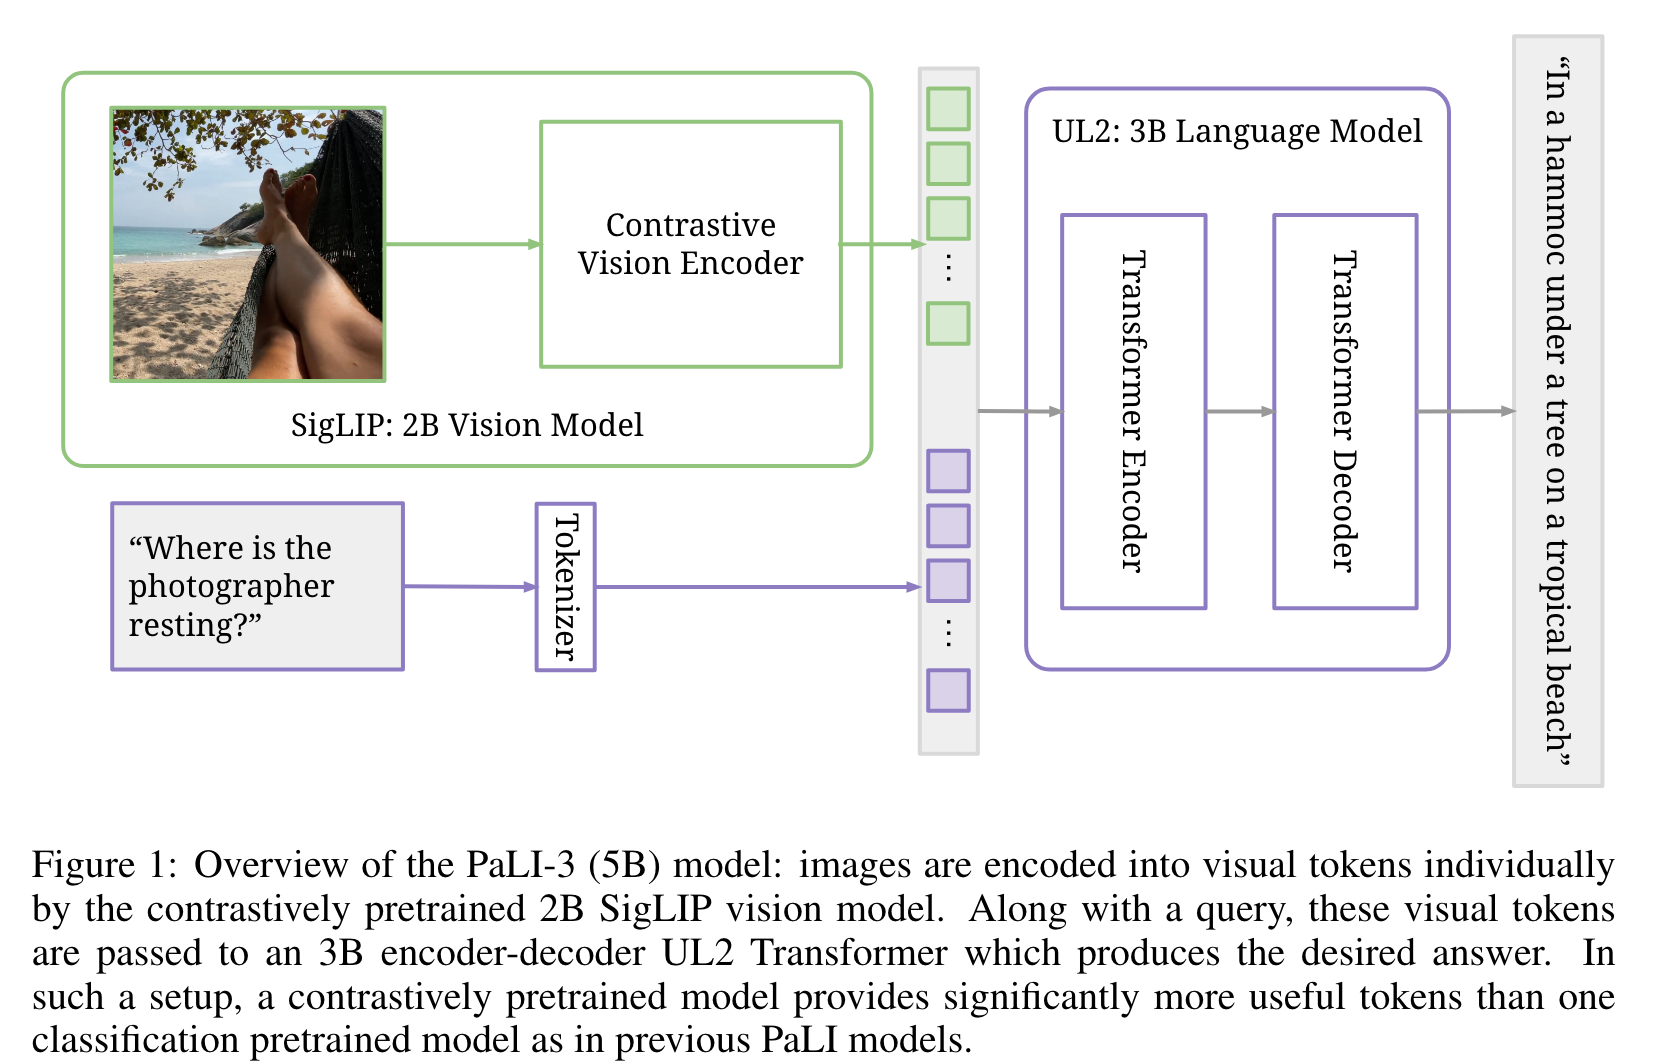 Contrastive
Vision Encoder
SigLIP: 2B Vision Model
“Where is the
photographer
resting?”
Tokenizer
UL2: 3B Language Model
Transformer Encoder
Transformer Decoder
“In a hammoc under a tree on a tropical beach”
Figure 1: Overview of the PaLI-3 (5B) model: images are encoded into visual tokens individually
by the contrastively pretrained 2B SigLIP vision model. Along with a query, these visual tokens
are passed to an 3B encoder-decoder UL2 Transformer which produces the desired answer. In
such a setup, a contrastively pretrained model provides significantly more useful tokens than one
classification pretrained model as in previous PaLI models.